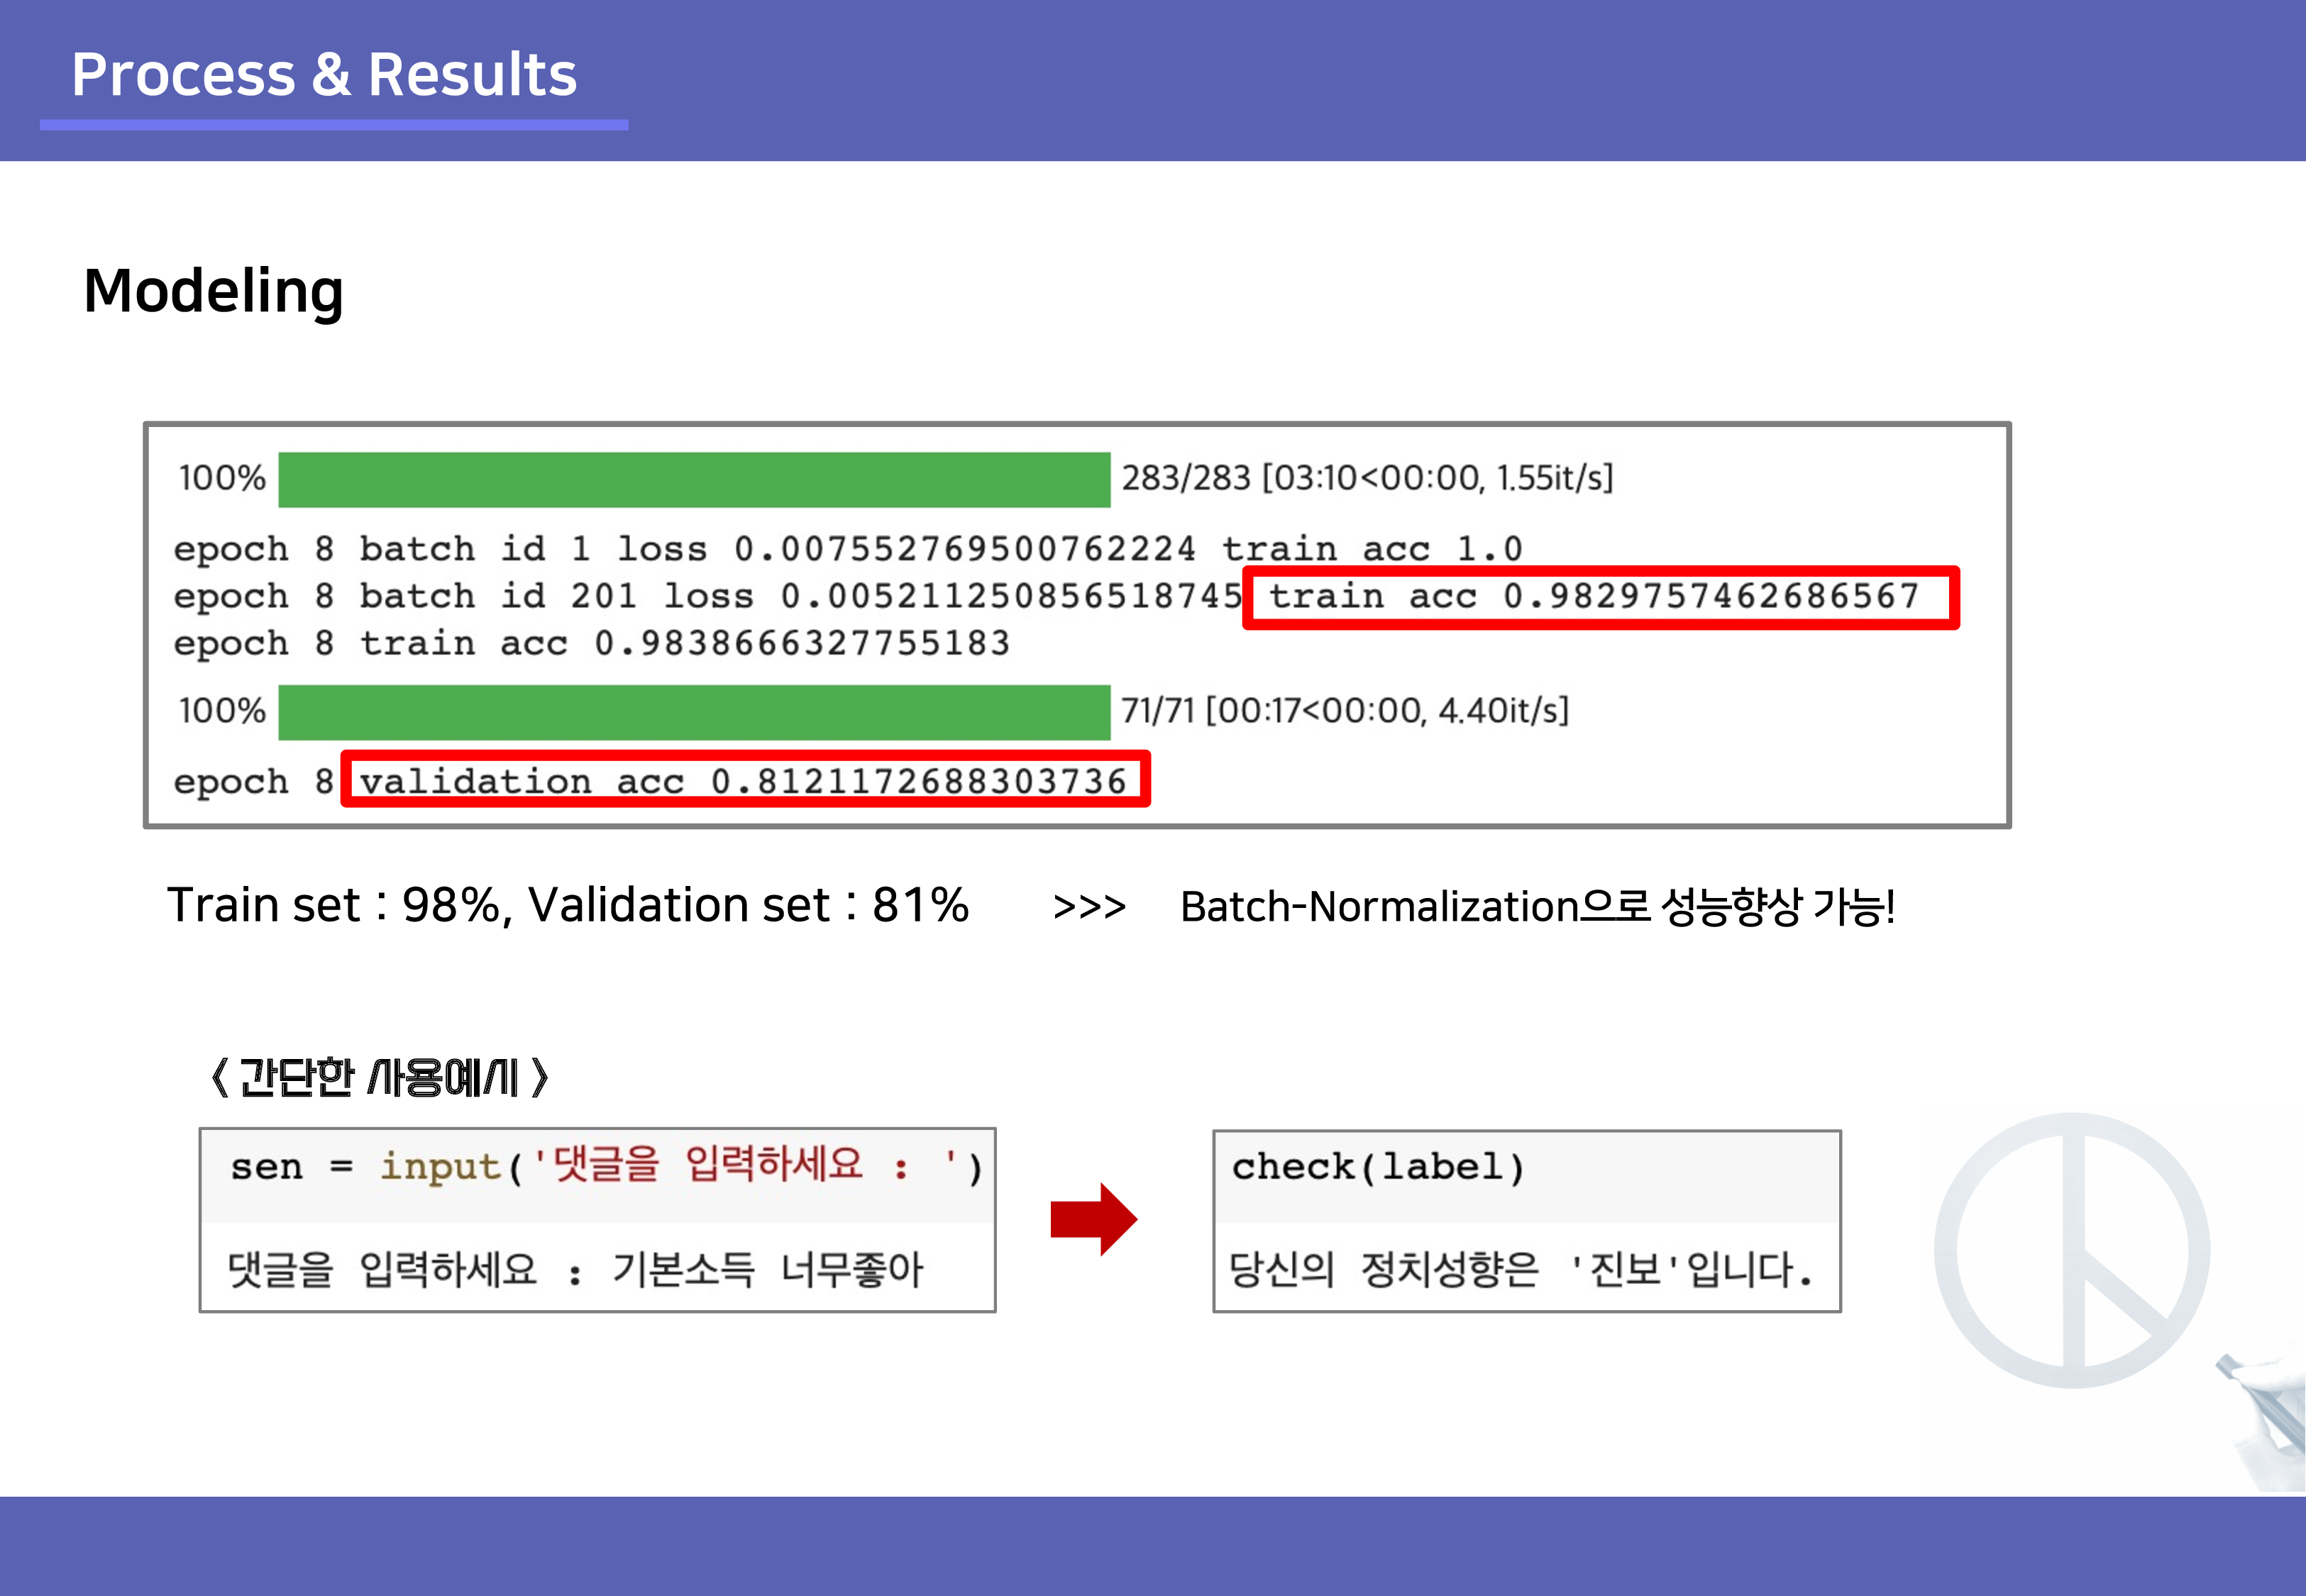 Process & Results
Modeling
100% 283/283 [03:10<00:00, 1.55it/s]
epoch 8 batch id 1 loss 0.007552769500762224 train acc 1.0
epoch 8 batch id 201 loss 0.005211250856518745 train acc 0.9829757462686567
epoch 8 train acc 0.9838666327755183
100% 71/71 [00:17<00:00, 4.40it/s]
epoch 8 validation acc 0.8121172688303736
Train set : 98%, Validation set : 81% >>> Batch-Normalization으로 성능향상 가능!
< 간단한 사용예시 >
sen = input('댓글을 입력하세요 : ')
댓글을 입력하세요 : 기본소득 너무좋아
check(label)
당신의 정치성향은 '진보'입니다.